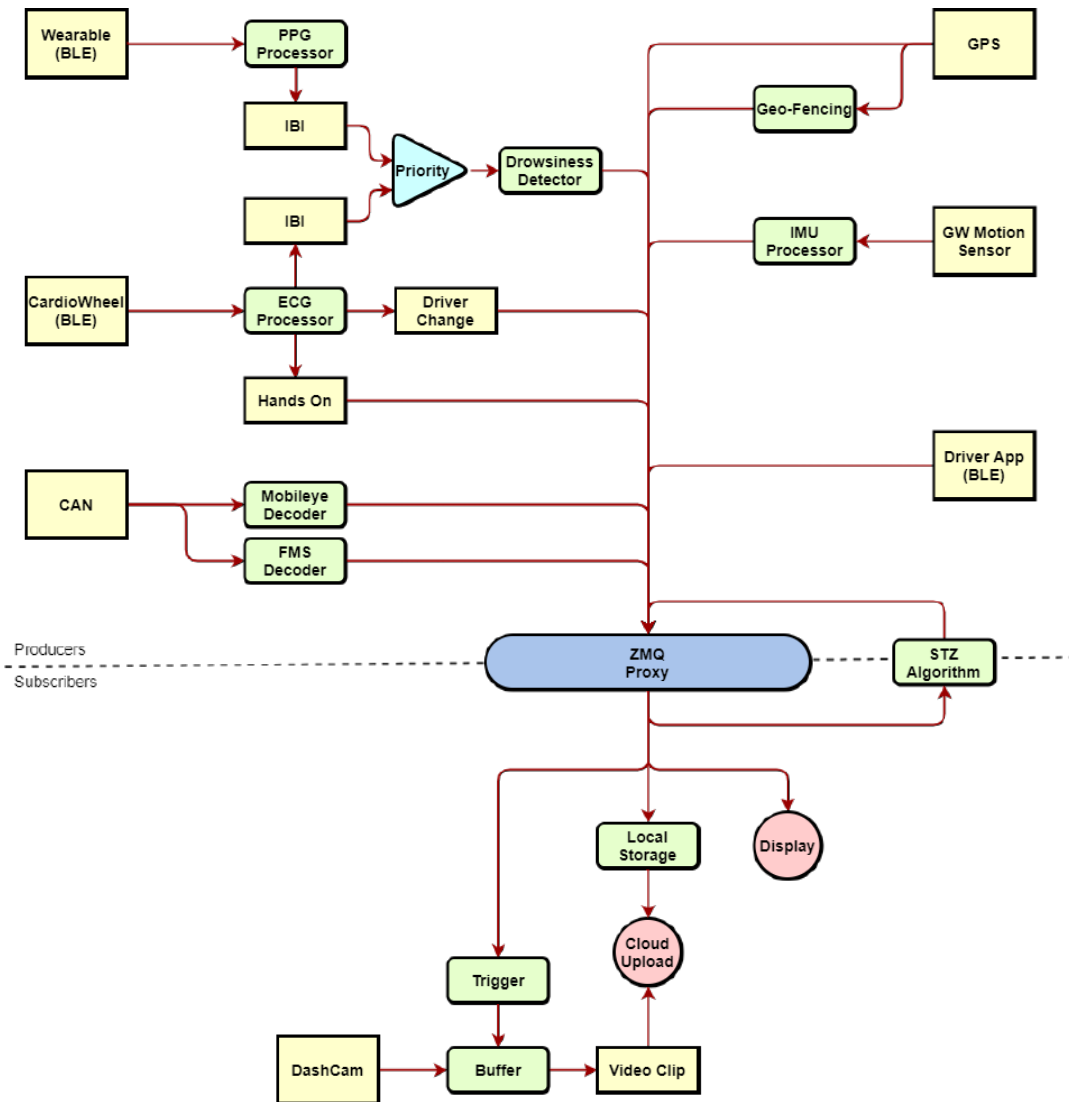 Wearable
(BLE)
PPG
Processor
GPS
IBI
Geo-Fencing
Priority
Drowsiness
Detector
IBI
IMU
Processor
GW Motion
Sensor
CardioWheel
(BLE)
ECG
Processor
Driver
Change
Hands On
Driver App
(BLE)
CAN
Mobileye
Decoder
FMS
Decoder
Producers
Subscribers
ZMQ
Proxy
STZ
Algorithm
Local
Storage
Display
Cloud
Upload
Trigger
DashCam
Buffer
Video Clip